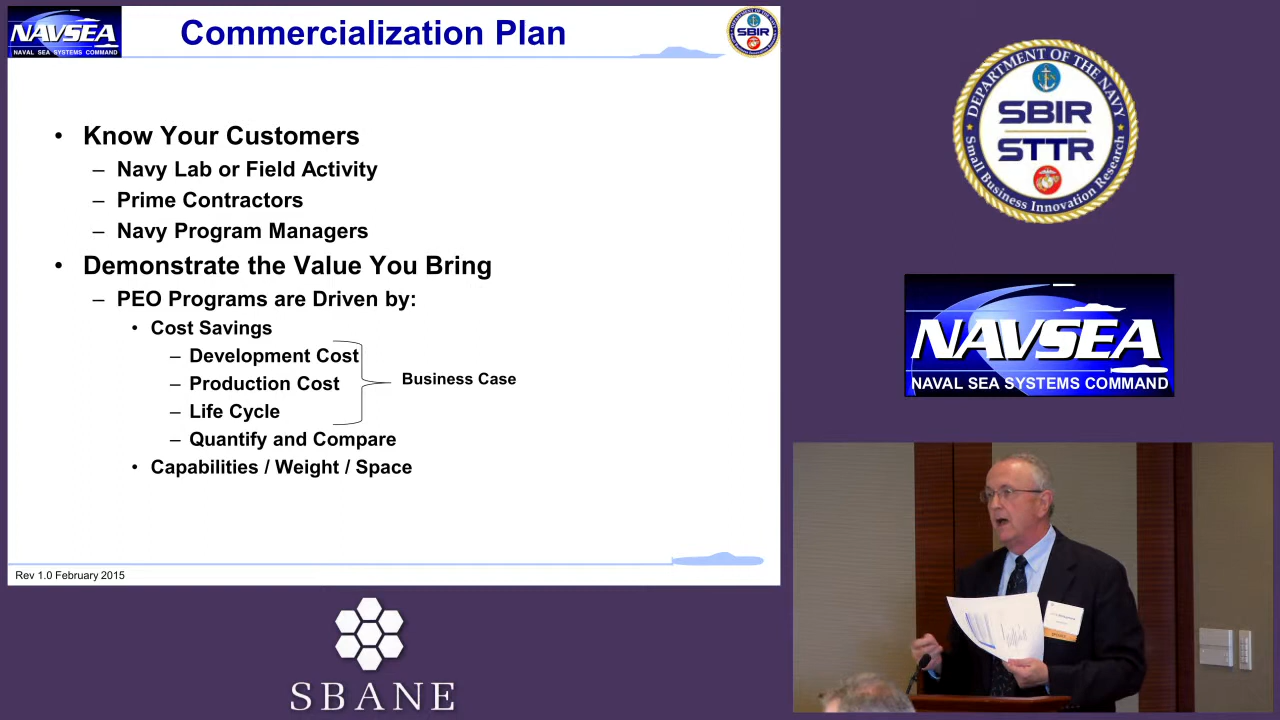 NAVSEA
NAVAL SEA SYSTEMS COMMAND
Commercialization Plan
SBIR
• Know Your Customers
– Navy Lab or Field Activity
– Prime Contractors
– Navy Program Managers
• Demonstrate the Value You Bring
– PEO Programs are Driven by:
• Cost Savings
– Development Cost
– Production Cost
– Life Cycle
Business Case
– Quantify and Compare
• Capabilities / Weight / Space
Rev 1.0 February 2015
SBANE
DEPARTMENT OF THE NAVY
SBIR
STTR
Small Business Innovation Research
NAVSEA
NAVAL SEA SYSTEMS COMMAND